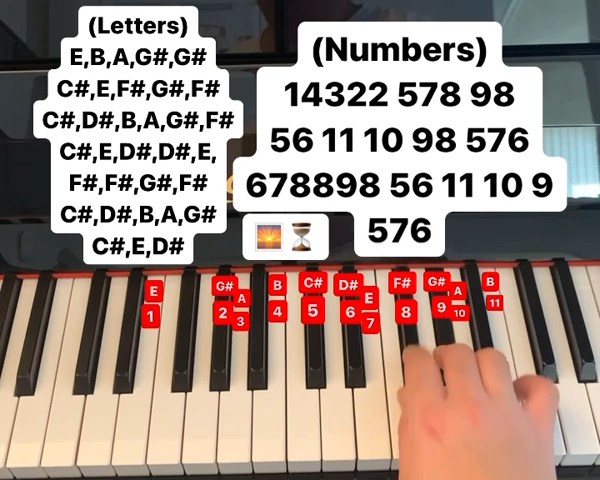 (Letters)
E,B,A,G#,G#
C#,E,F#,G#,F#
C#,D#,B,A,G#,F#
C#,E,D#,D#,E,
F#,F#,G#,F#
C#,D#,B,A,G#
C#,E,D#
(Numbers)
14322 578 98
56 11 10 98 576
678898 56 11 10 9
576
E G# A B C# D# E F# G# A B
1 2 3 4 5 6 7 8 9 10 11